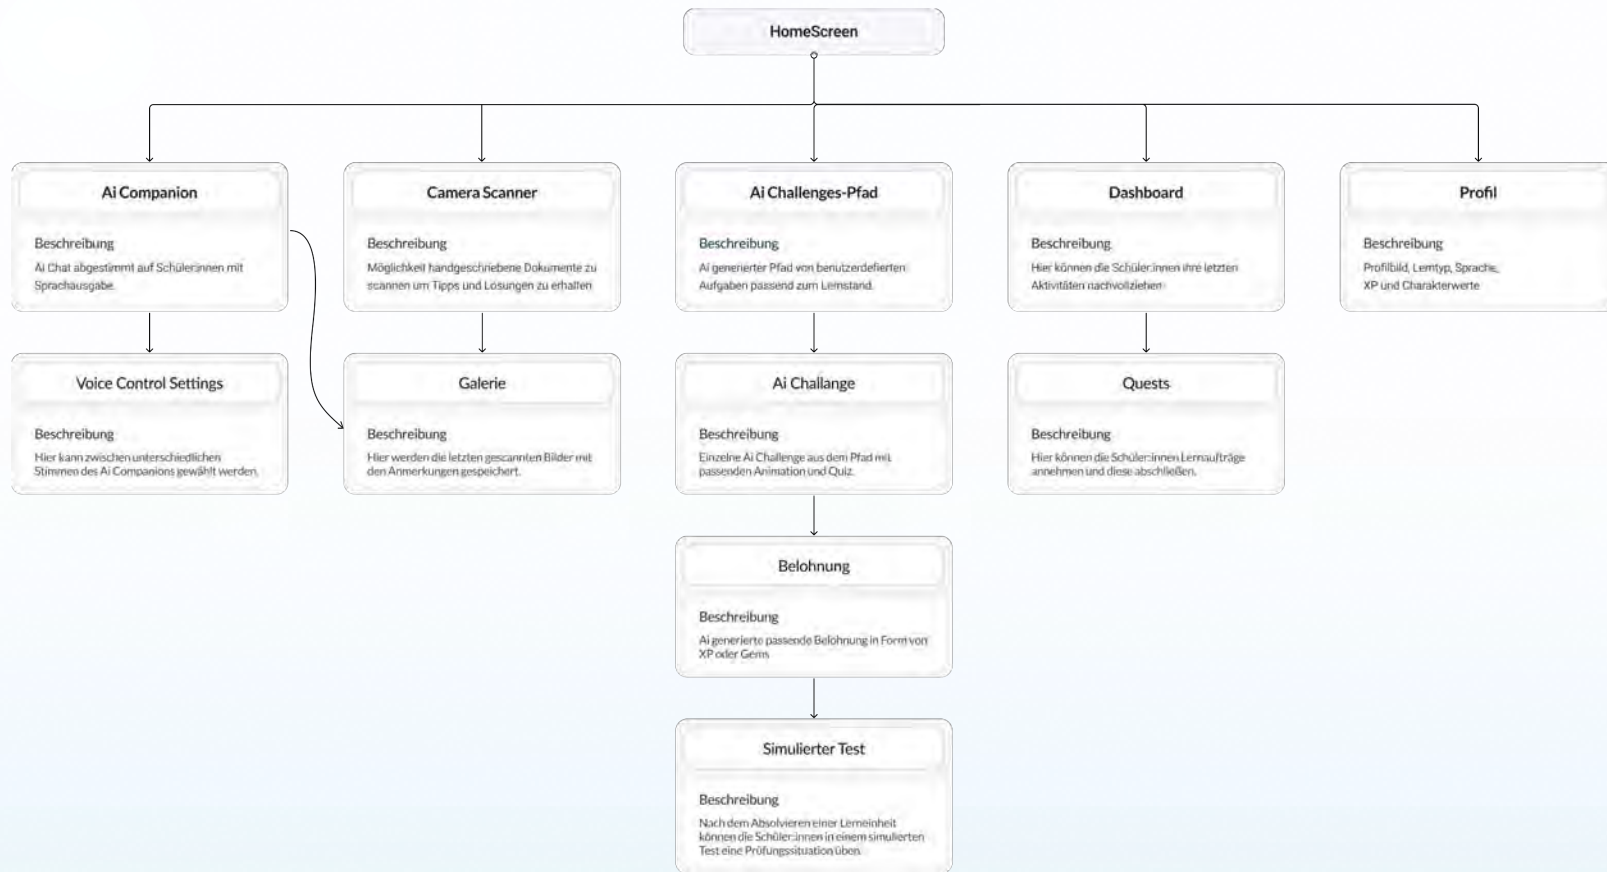 HomeScreen
Ai Companion
Beschreibung
Ai Chat abgestimmt auf Schüler:innen mit
Sprachausgabe.
Camera Scanner
Beschreibung
Möglichkeit handgeschriebene Dokumente zu
scannen um Tipps und Lösungen zu erhalten
Ai Challenges-Pfad
Beschreibung
Ai generierter Pfad von benutzerdefierten
Aufgaben passend zum Lernstand.
Dashboard
Beschreibung
Hier können die Schüler:innen ihre letzten
Aktivitäten nachvollziehen
Profil
Beschreibung
Profilbild, Lerntyp, Sprache,
XP und Charakterwerte
Voice Control Settings
Beschreibung
Hier kann zwischen unterschiedlichen
Stimmen des Ai Companions gewählt werden.
Galerie
Beschreibung
Hier werden die letzten gescannten Bilder mit
den Anmerkungen gespeichert.
Ai Challange
Beschreibung
Einzelne Ai Challenge aus dem Pfad mit
passenden Animation und Quiz.
Quests
Beschreibung
Hier können die Schüler:innen Lernaufträge
annehmen und diese abschließen.
Belohnung
Beschreibung
Ai generierte passende Belohnung in Form von
XP oder Gems
Simulierter Test
Beschreibung
Nach dem Absolvieren einer Lerneinheit
können die Schüler:innen in einem simulierten
Test eine Prüfungssituation üben.